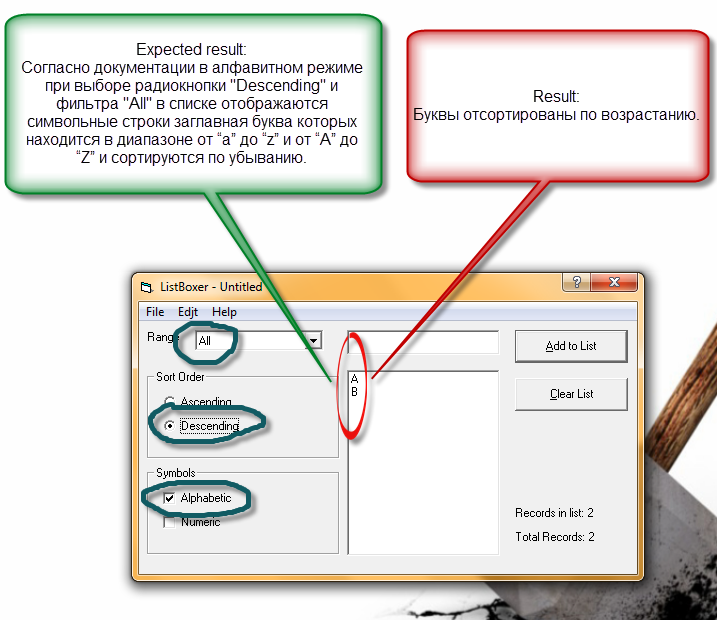 Expected result:
Согласно документации в алфавитном режиме
при выборе радиокнопки "Descending" и
фильтра "All" в списке отображаются
символьные строки заглавная буква которых
находится в диапазоне от “a” до “z” и от “A” до
“Z” и сортируются по убыванию.
Result:
Буквы отсортированы по возрастанию.
ListBoxer - Untitled
File Edit Help
Range
All
Add to List
Sort Order
Ascending
Descending
A
B
Clear List
Symbols
Alphabetic
Numeric
Records in list: 2
Total Records: 2